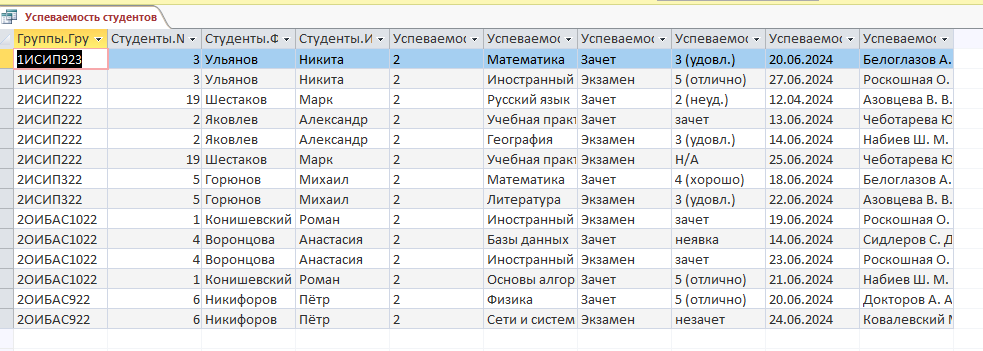 Успеваемость студентов
Группы.Гру Студенты.N Студенты.Ф Студенты.И Успеваемос Успеваемос Успеваемос Успеваемос Успеваемос Успеваемос
1ИСИП923 3 Ульянов Никита 2 Математика Зачет 3 (удовл.) 20.06.2024 Белоглазов А.
1ИСИП923 3 Ульянов Никита 2 Иностранный Экзамен 5 (отлично) 27.06.2024 Роскошная О.
2ИСИП222 19 Шестаков Марк 2 Русский язык Зачет 2 (неуд.) 12.04.2024 Азовцева В. В.
2ИСИП222 2 Яковлев Александр 2 Учебная прак Зачет зачет 13.06.2024 Чеботарева Ю
2ИСИП222 2 Яковлев Александр 2 География Экзамен 3 (удовл.) 14.06.2024 Набиев Ш. М.
2ИСИП222 19 Шестаков Марк 2 Учебная прак Экзамен Н/А 25.06.2024 Чеботарева Ю
2ИСИП322 5 Горюнов Михаил 2 Математика Зачет 4 (хорошо) 18.06.2024 Белоглазов А.
2ИСИП322 5 Горюнов Михаил 2 Литература Экзамен 3 (удовл.) 22.06.2024 Азовцева В. В.
2ОИБАС1022 1 Конишевский Роман 2 Иностранный Экзамен зачет 19.06.2024 Роскошная О.
2ОИБАС1022 4 Воронцова Анастасия 2 Базы данных Зачет неявка 14.06.2024 Сидлеров С. Д
2ОИБАС1022 4 Воронцова Анастасия 2 Иностранный Экзамен зачет 23.06.2024 Роскошная О.
2ОИБАС1022 1 Конишевский Роман 2 Основы алгор Зачет 5 (отлично) 21.06.2024 Набиев Ш. М.
2ОИБАС922 6 Никифоров Пётр 2 Физика Зачет 5 (отлично) 20.06.2024 Докторов А. А
2ОИБАС922 6 Никифоров Пётр 2 Сети и систем Экзамен незачет 24.06.2024 Ковалевский М